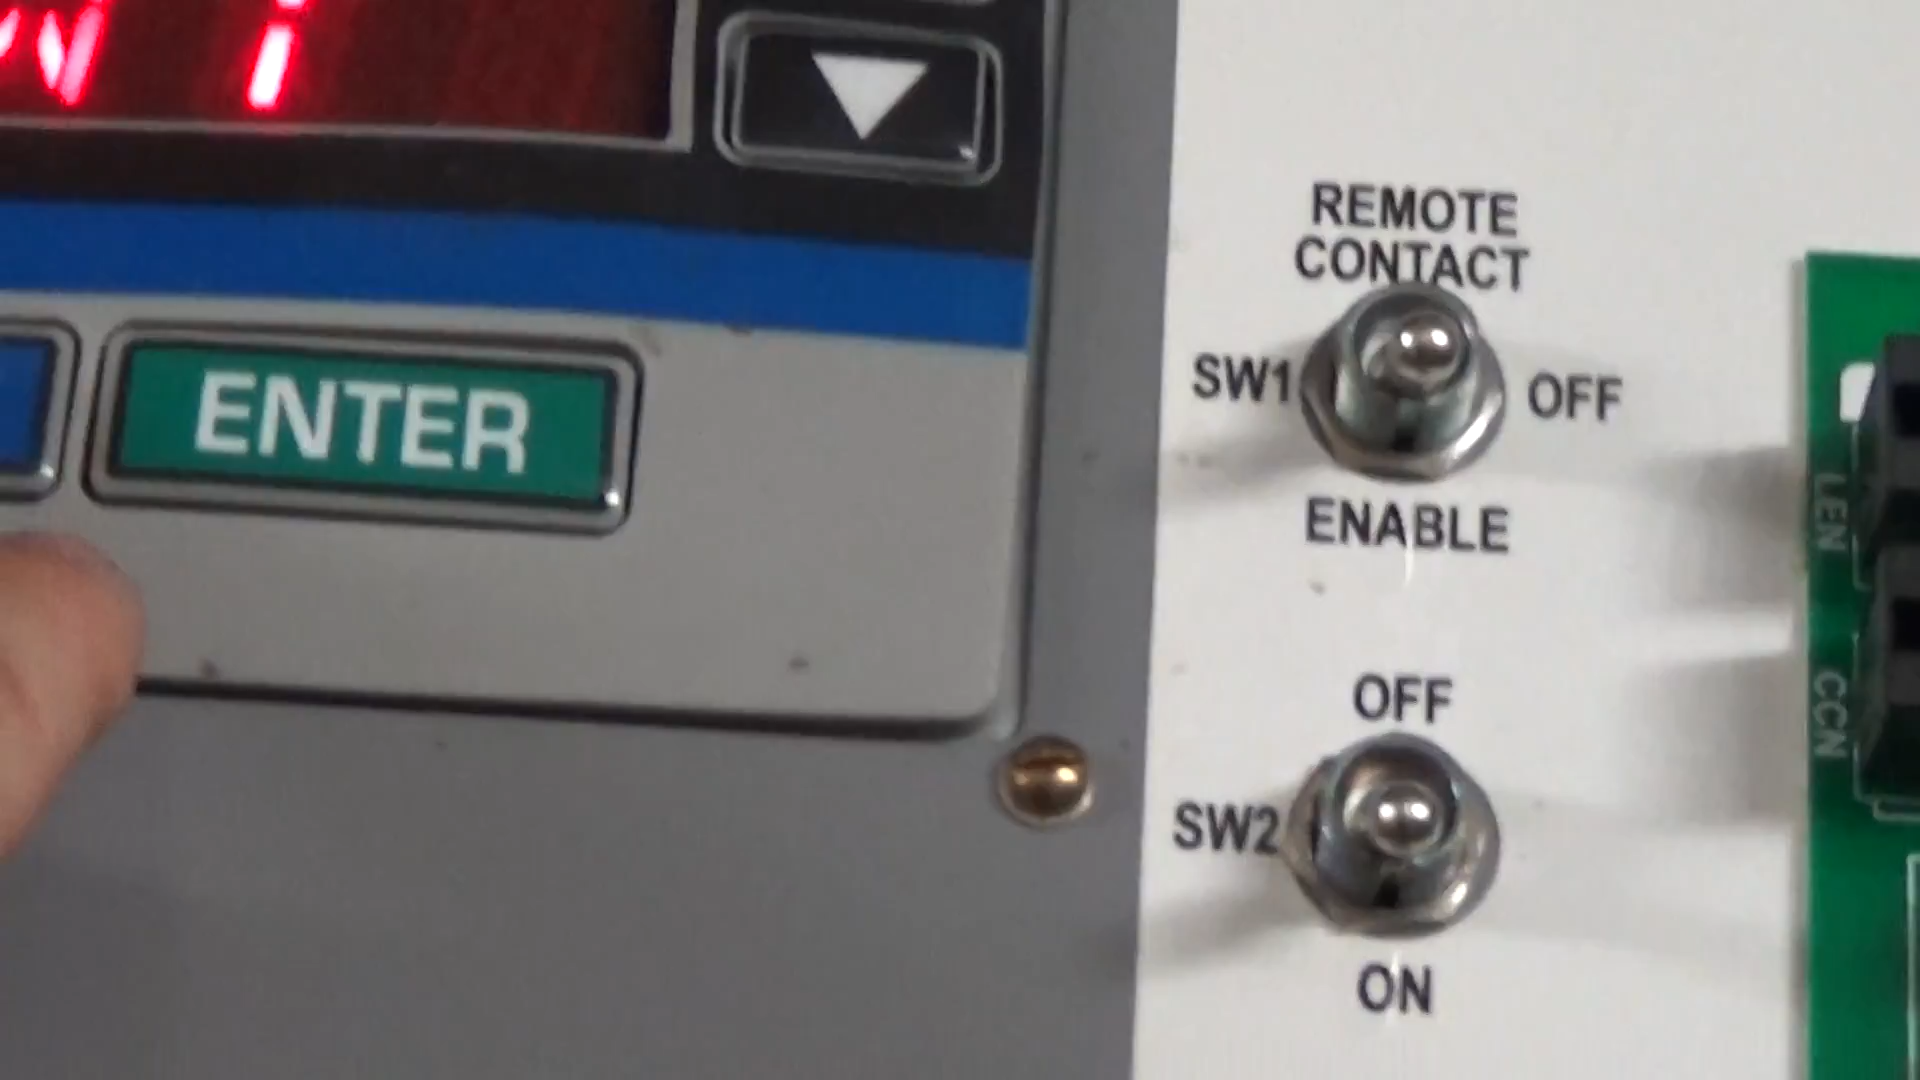 REMOTE
CONTACT
SW1
OFF
ENTER
ENABLE
LEN
OFF
CCN
SW2
ON